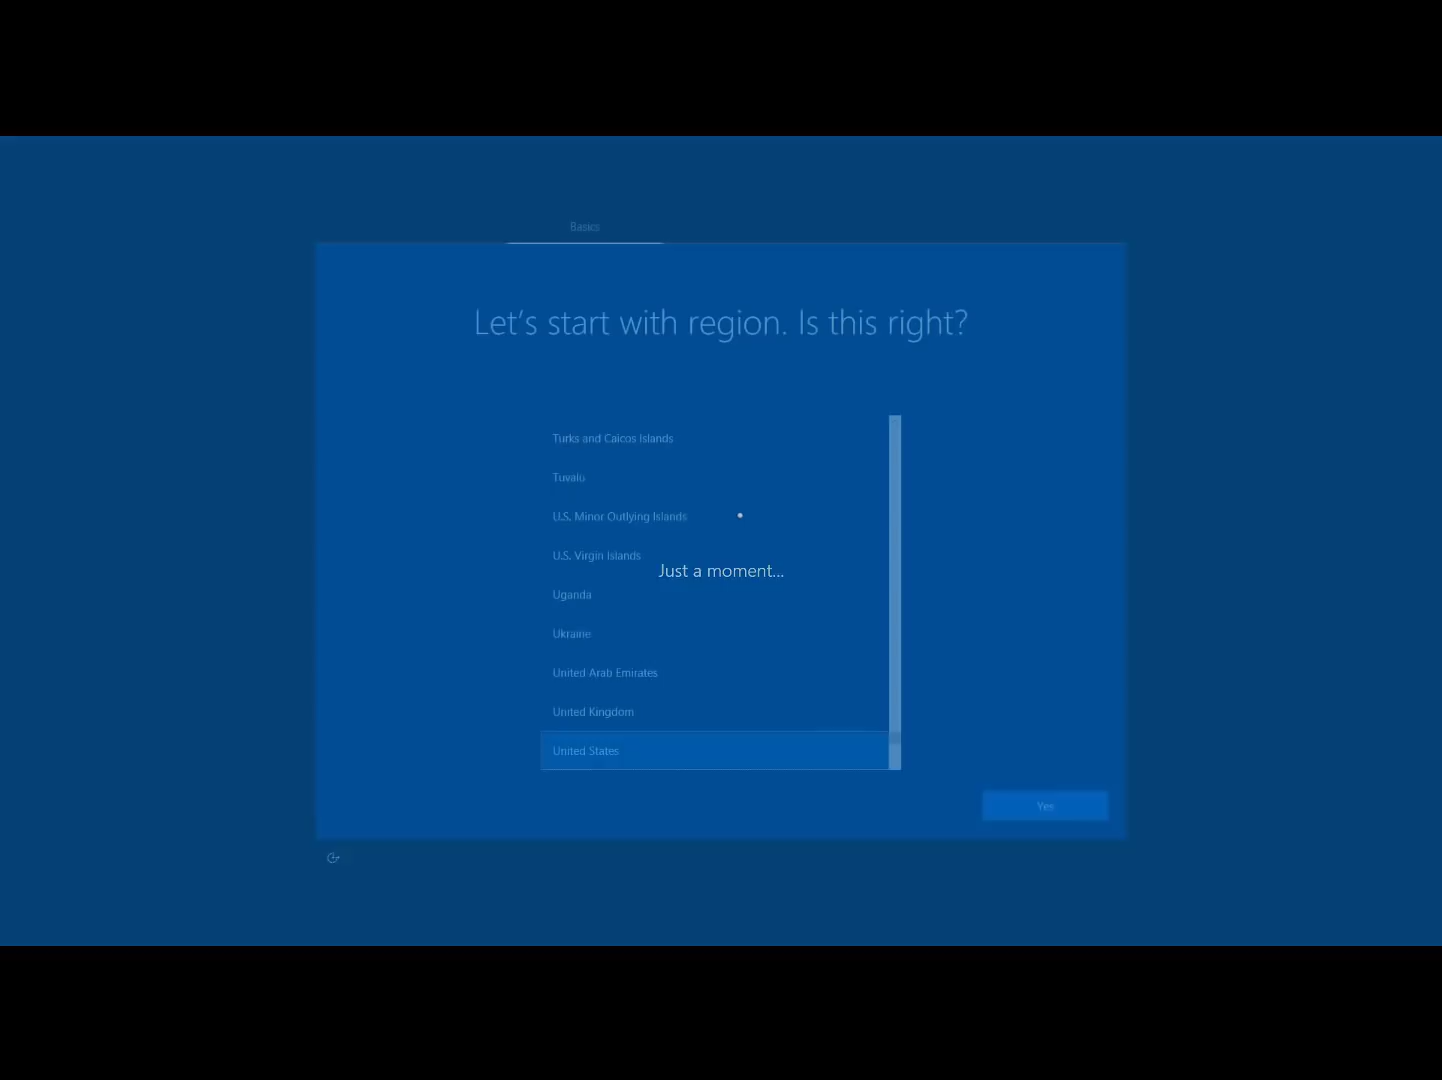 Basics
Let's start with region. Is this right?
Turks and Caicos Islands
Tuvalu
U.S. Minor Outlying Islands
U.S. Virgin Islands
Just a moment...
Uganda
Ukraine
United Arab Emirates
United Kingdom
United States
Yes